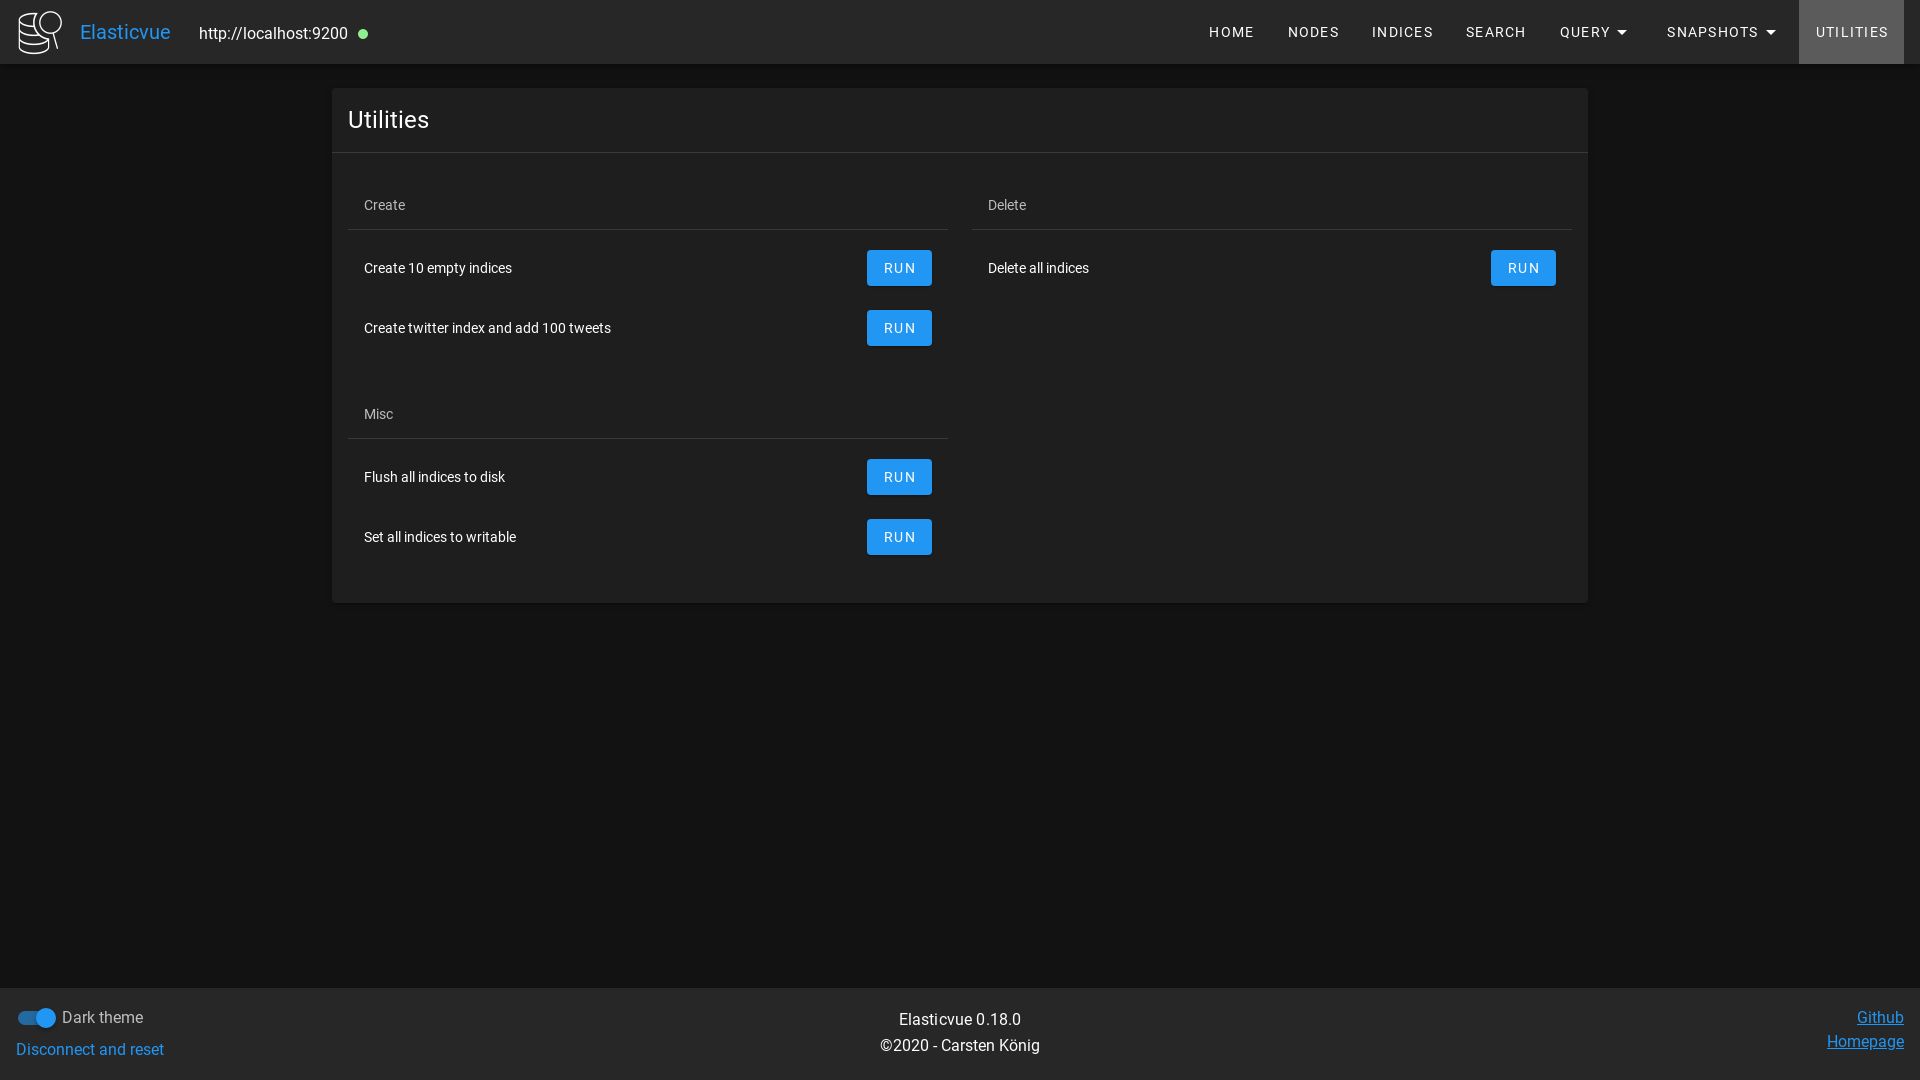 Elasticvue http://localhost:9200 HOME NODES INDICES SEARCH QUERY SNAPSHOTS UTILITIES
Utilities
Create
Create 10 empty indices RUN
Create twitter index and add 100 tweets RUN
Delete
Delete all indices RUN
Misc
Flush all indices to disk RUN
Set all indices to writable RUN
Dark theme
Disconnect and reset
Elasticvue 0.18.0
©2020 - Carsten König
Github
Homepage